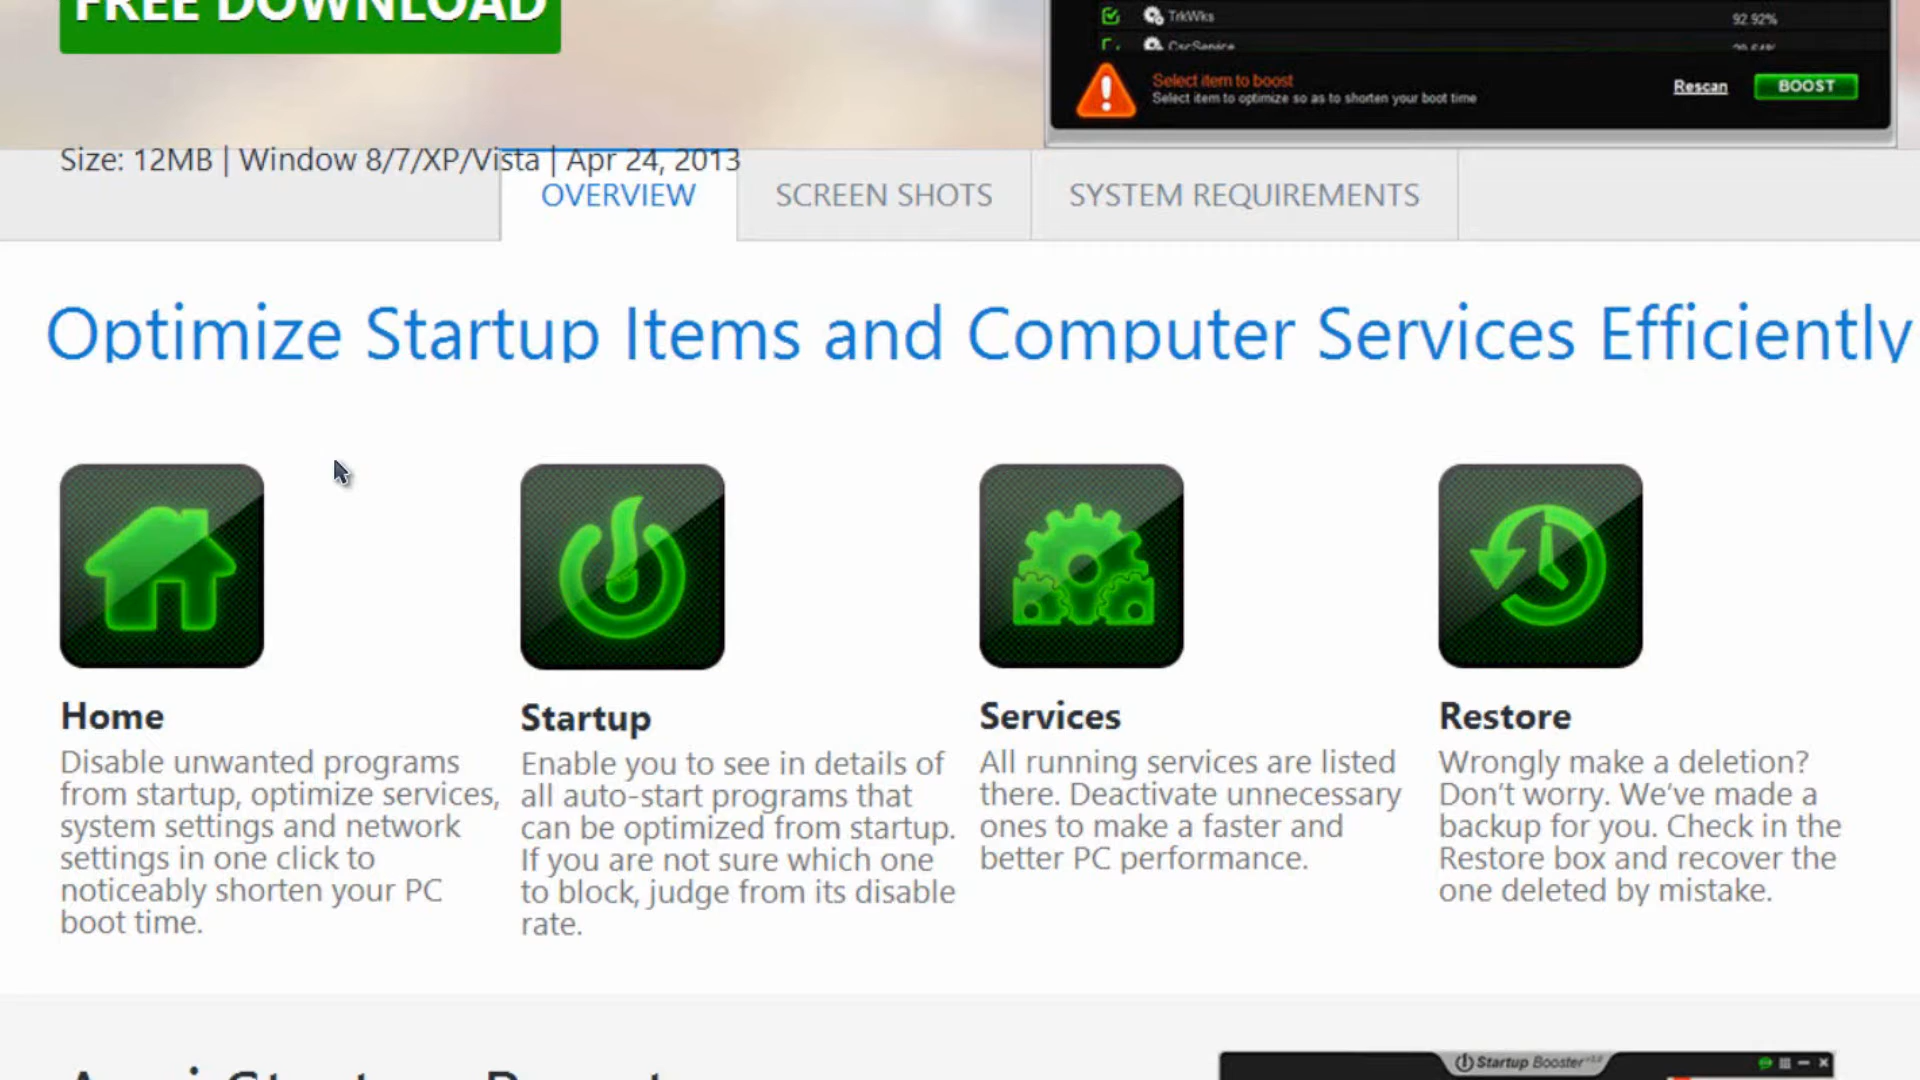 FREE DOWNLOAD
TrkWks 92.92%
CscService
Select item to boost
Select item to optimize so as to shorten your boot time
Rescan BOOST
Size: 12MB | Window 8/7/XP/Vista | Apr 24, 2013
OVERVIEW SCREEN SHOTS SYSTEM REQUIREMENTS
Optimize Startup Items and Computer Services Efficiently
Home
Disable unwanted programs
from startup, optimize services,
system settings and network
settings in one click to
noticeably shorten your PC
boot time.
Startup
Enable you to see in details of
all auto-start programs that
can be optimized from startup.
If you are not sure which one
to block, judge from its disable
rate.
Services
All running services are listed
there. Deactivate unnecessary
ones to make a faster and
better PC performance.
Restore
Wrongly make a deletion?
Don't worry. We've made a
backup for you. Check in the
Restore box and recover the
one deleted by mistake.
Startup Booster